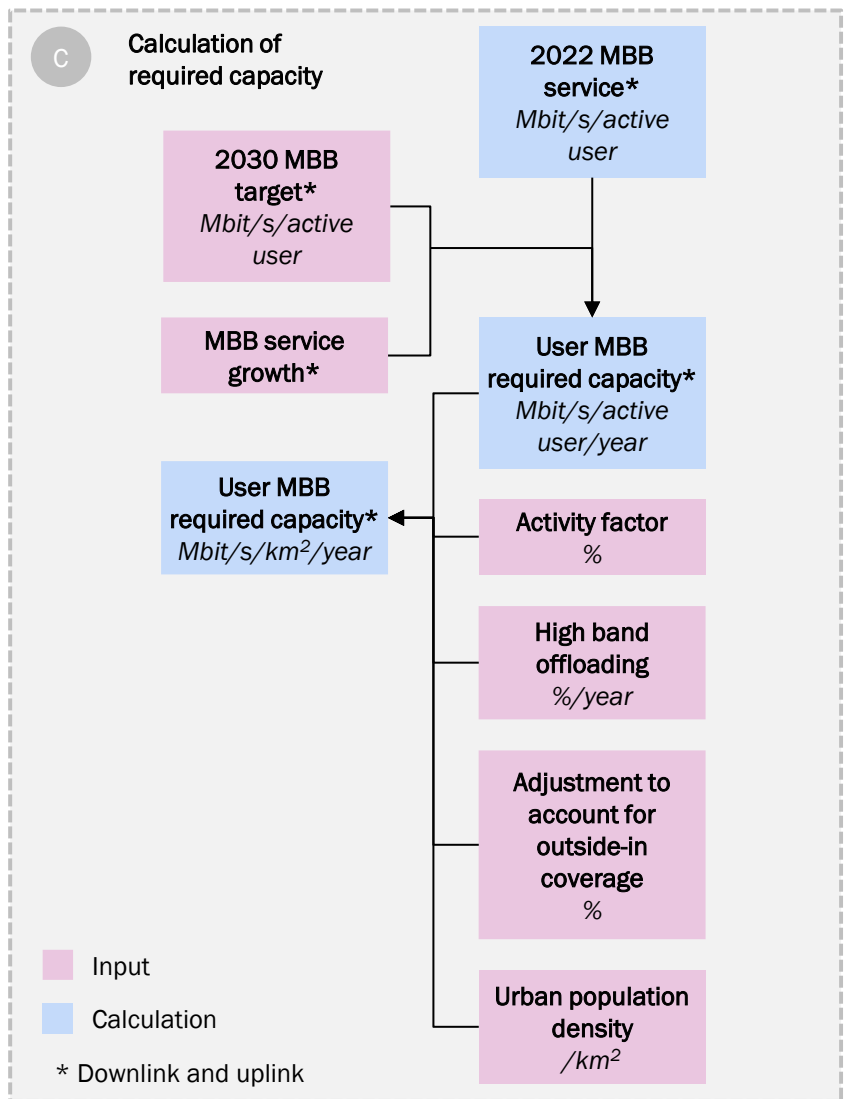 C
Calculation of
required capacity
2022 MBB
service*
Mbit/s/active
user
2030 MBB
target*
Mbit/s/active
user
MBB service
growth*
User MBB
required capacity*
Mbit/s/active
user/year
User MBB
required capacity*
Mbit/s/km²/year
Activity factor
%
High band
offloading
%/year
Adjustment to
account for
outside-in
coverage
%
Urban population
density
/km²
Input
Calculation
* Downlink and uplink